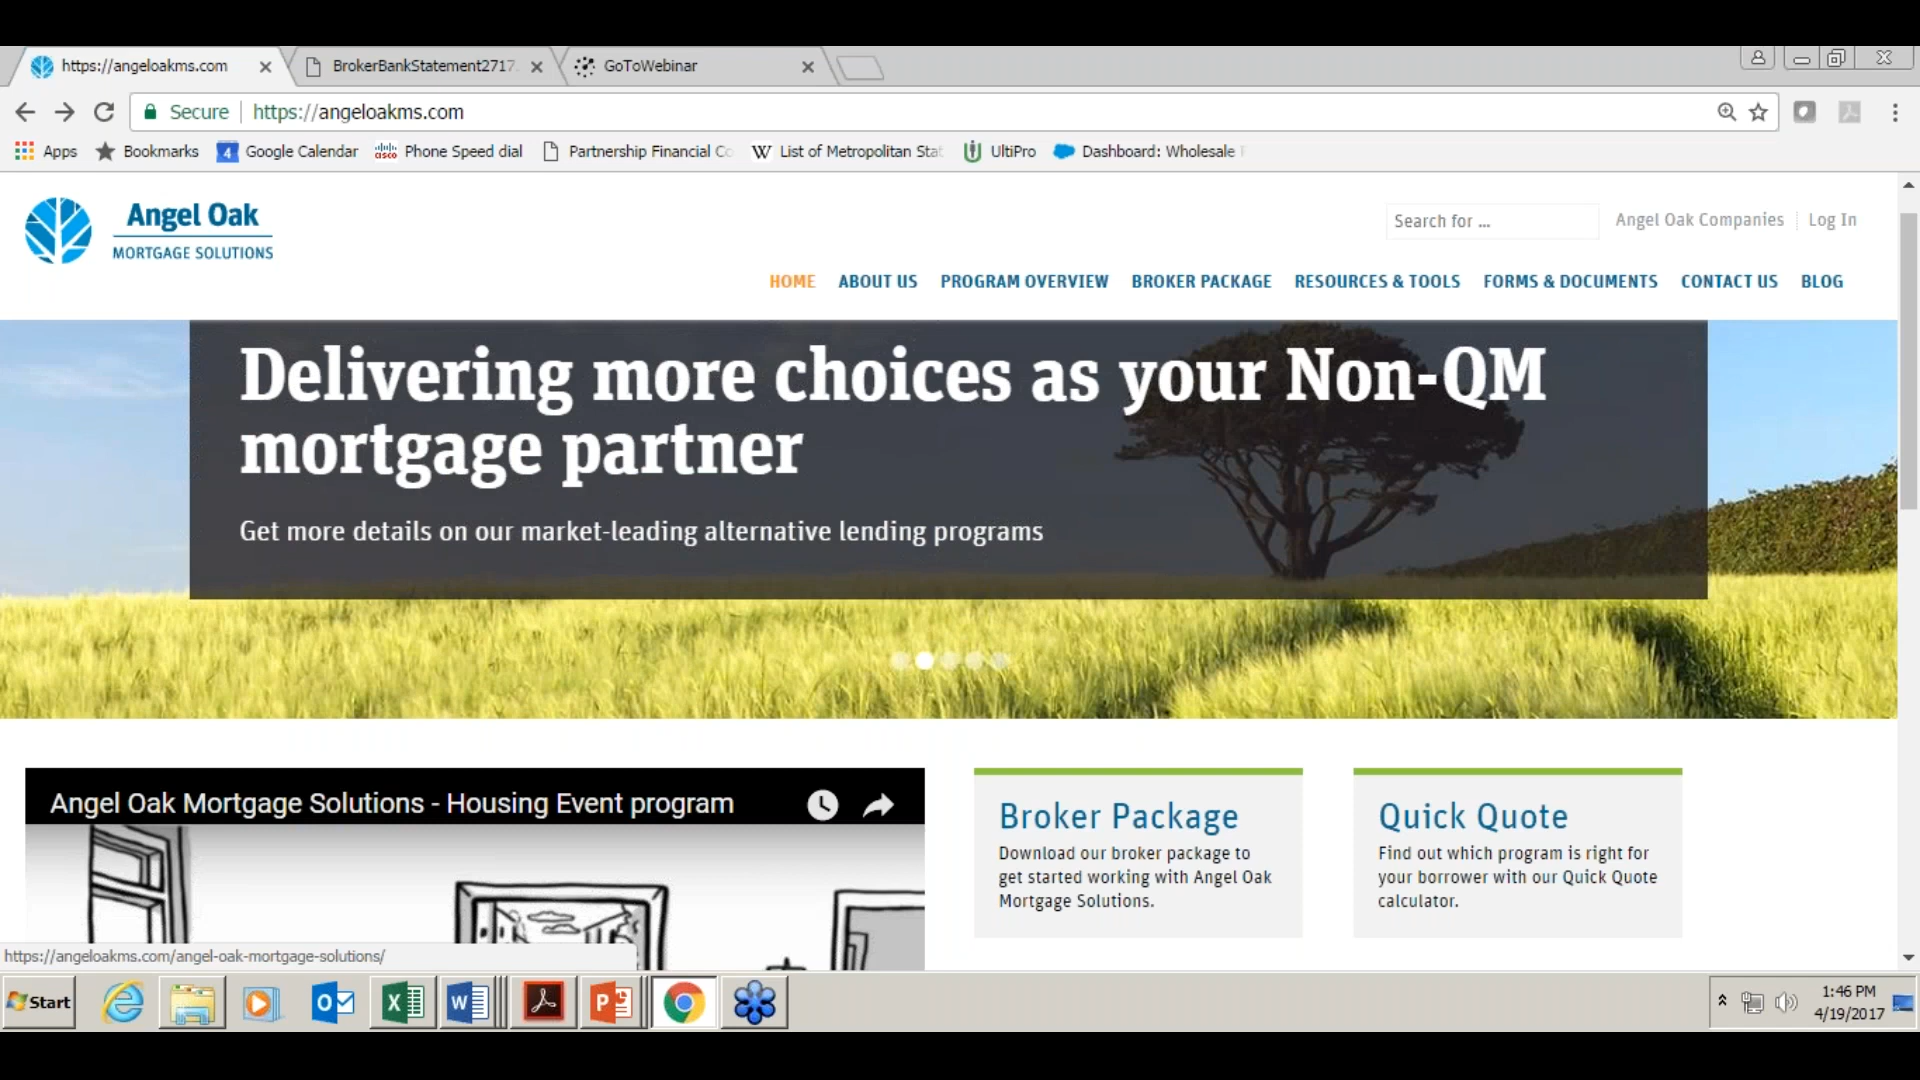 https://angeloakms.com
BrokerBankStatement2717
GoToWebinar
Secure https://angeloakms.com
Apps Bookmarks 4 Google Calendar cisco Phone Speed dial Partnership Financial Co W List of Metropolitan Stat UltiPro Dashboard: Wholesale
Angel Oak
MORTGAGE SOLUTIONS
Search for ... Angel Oak Companies Log In
HOME ABOUT US PROGRAM OVERVIEW BROKER PACKAGE RESOURCES & TOOLS FORMS & DOCUMENTS CONTACT US BLOG
Delivering more choices as your Non-QM
mortgage partner
Get more details on our market-leading alternative lending programs
Angel Oak Mortgage Solutions - Housing Event program
Broker Package
Download our broker package to
get started working with Angel Oak
Mortgage Solutions.
Quick Quote
Find out which program is right for
your borrower with our Quick Quote
calculator.
https://angeloakms.com/angel-oak-mortgage-solutions/
Start
1:46 PM
4/19/2017